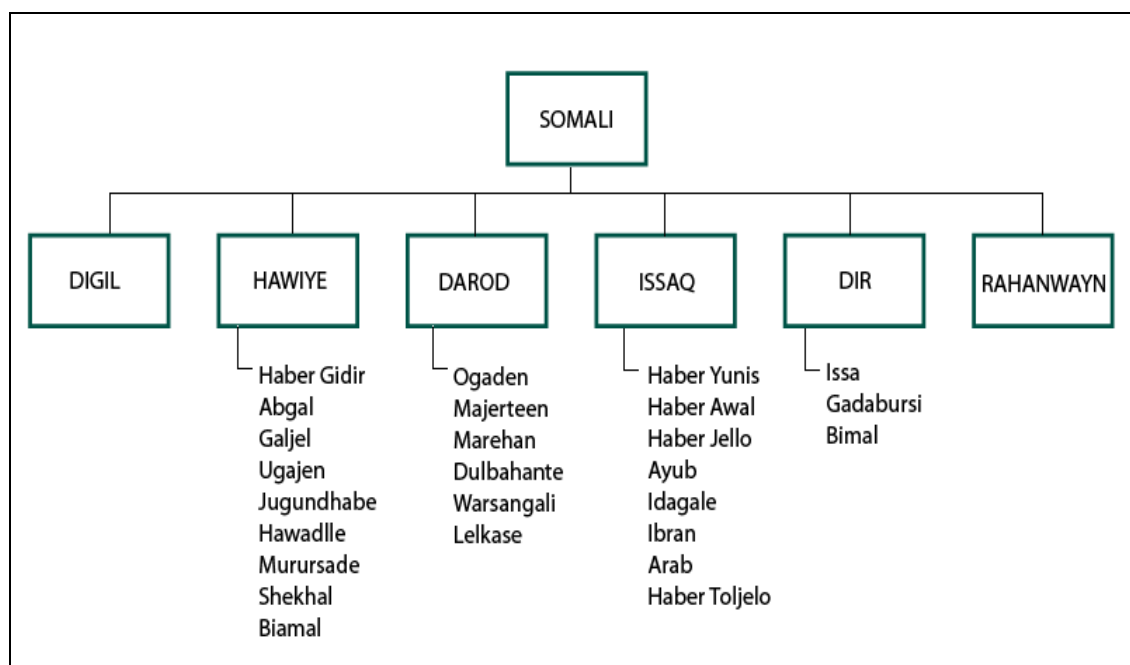 SOMALI
DIGIL
HAWIYE
DAROD
ISSAQ
DIR
RAHANWAYN
Haber Gidir
Abgal
Galjel
Ugajen
Jugundhabe
Hawadlle
Murursade
Shekhal
Biamal
Ogaden
Majerteen
Marehan
Dulbahante
Warsangali
Lelkase
Haber Yunis
Haber Awal
Haber Jello
Ayub
Idagale
Ibran
Arab
Haber Toljelo
Issa
Gadabursi
Bimal